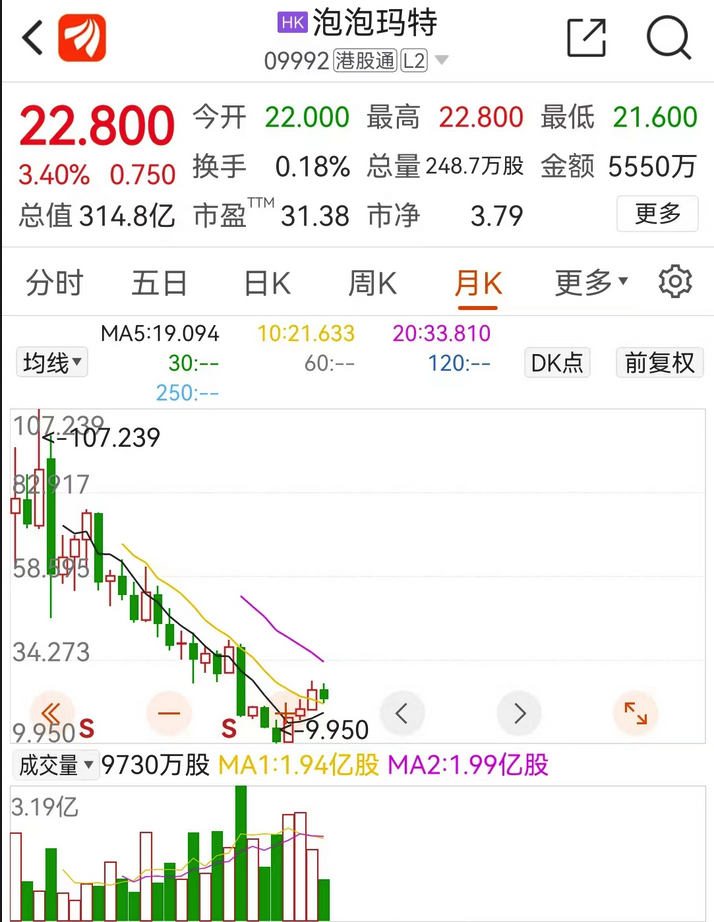 HK 泡泡玛特
09992 港股通 L2
22.800 今开 22.000 最高 22.800 最低 21.600
3.40% 0.750 换手 0.18% 总量 248.7万股 金额 5550万
总值 314.8亿 市盈TTM 31.38 市净 3.79 更多
分时 五日 日K 周K 月K 更多
均线 MA5:19.094 10:21.633 20:33.810
30:-- 60:-- 120:-- DK点 前复权
250:--
107.239
107.239
82.917
58.595
34.273
9.950 S S 9.950
成交量 9730万股 MA1:1.94亿股 MA2:1.99亿股
3.19亿